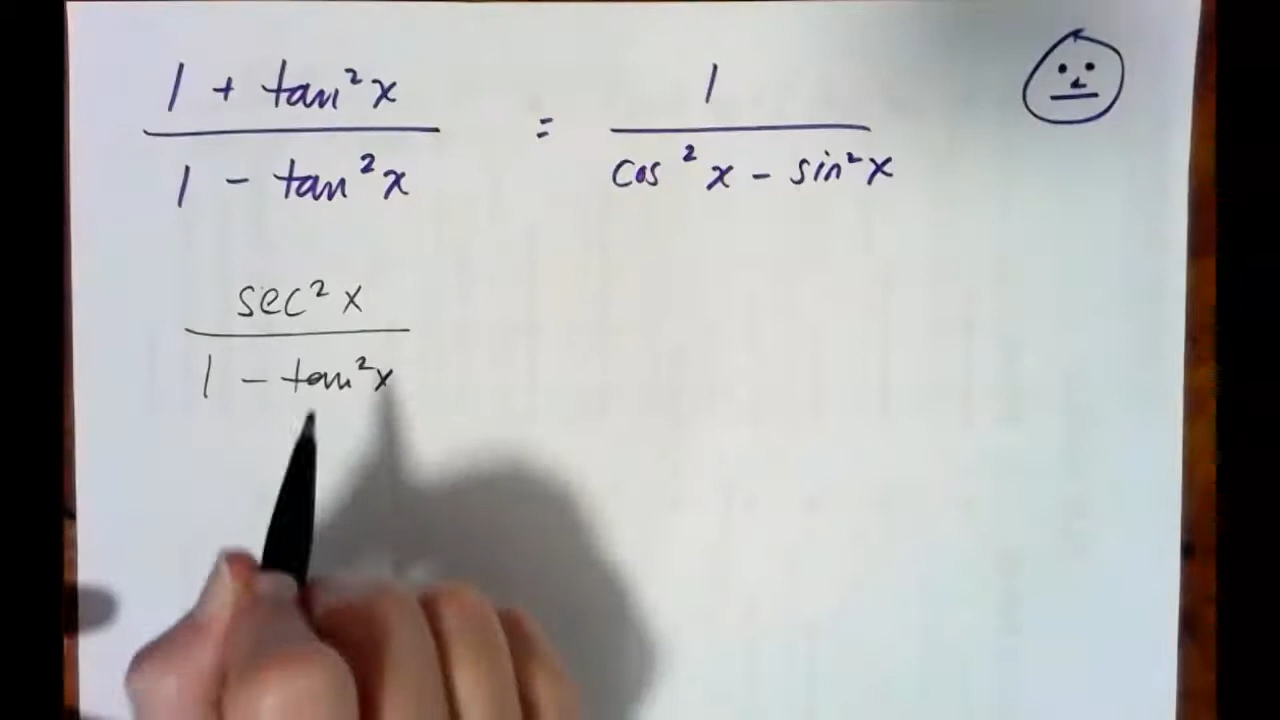 1 + tan²x
1 - tan²x
=
1
cos²x - sin²x
sec²x
1 - tan²x